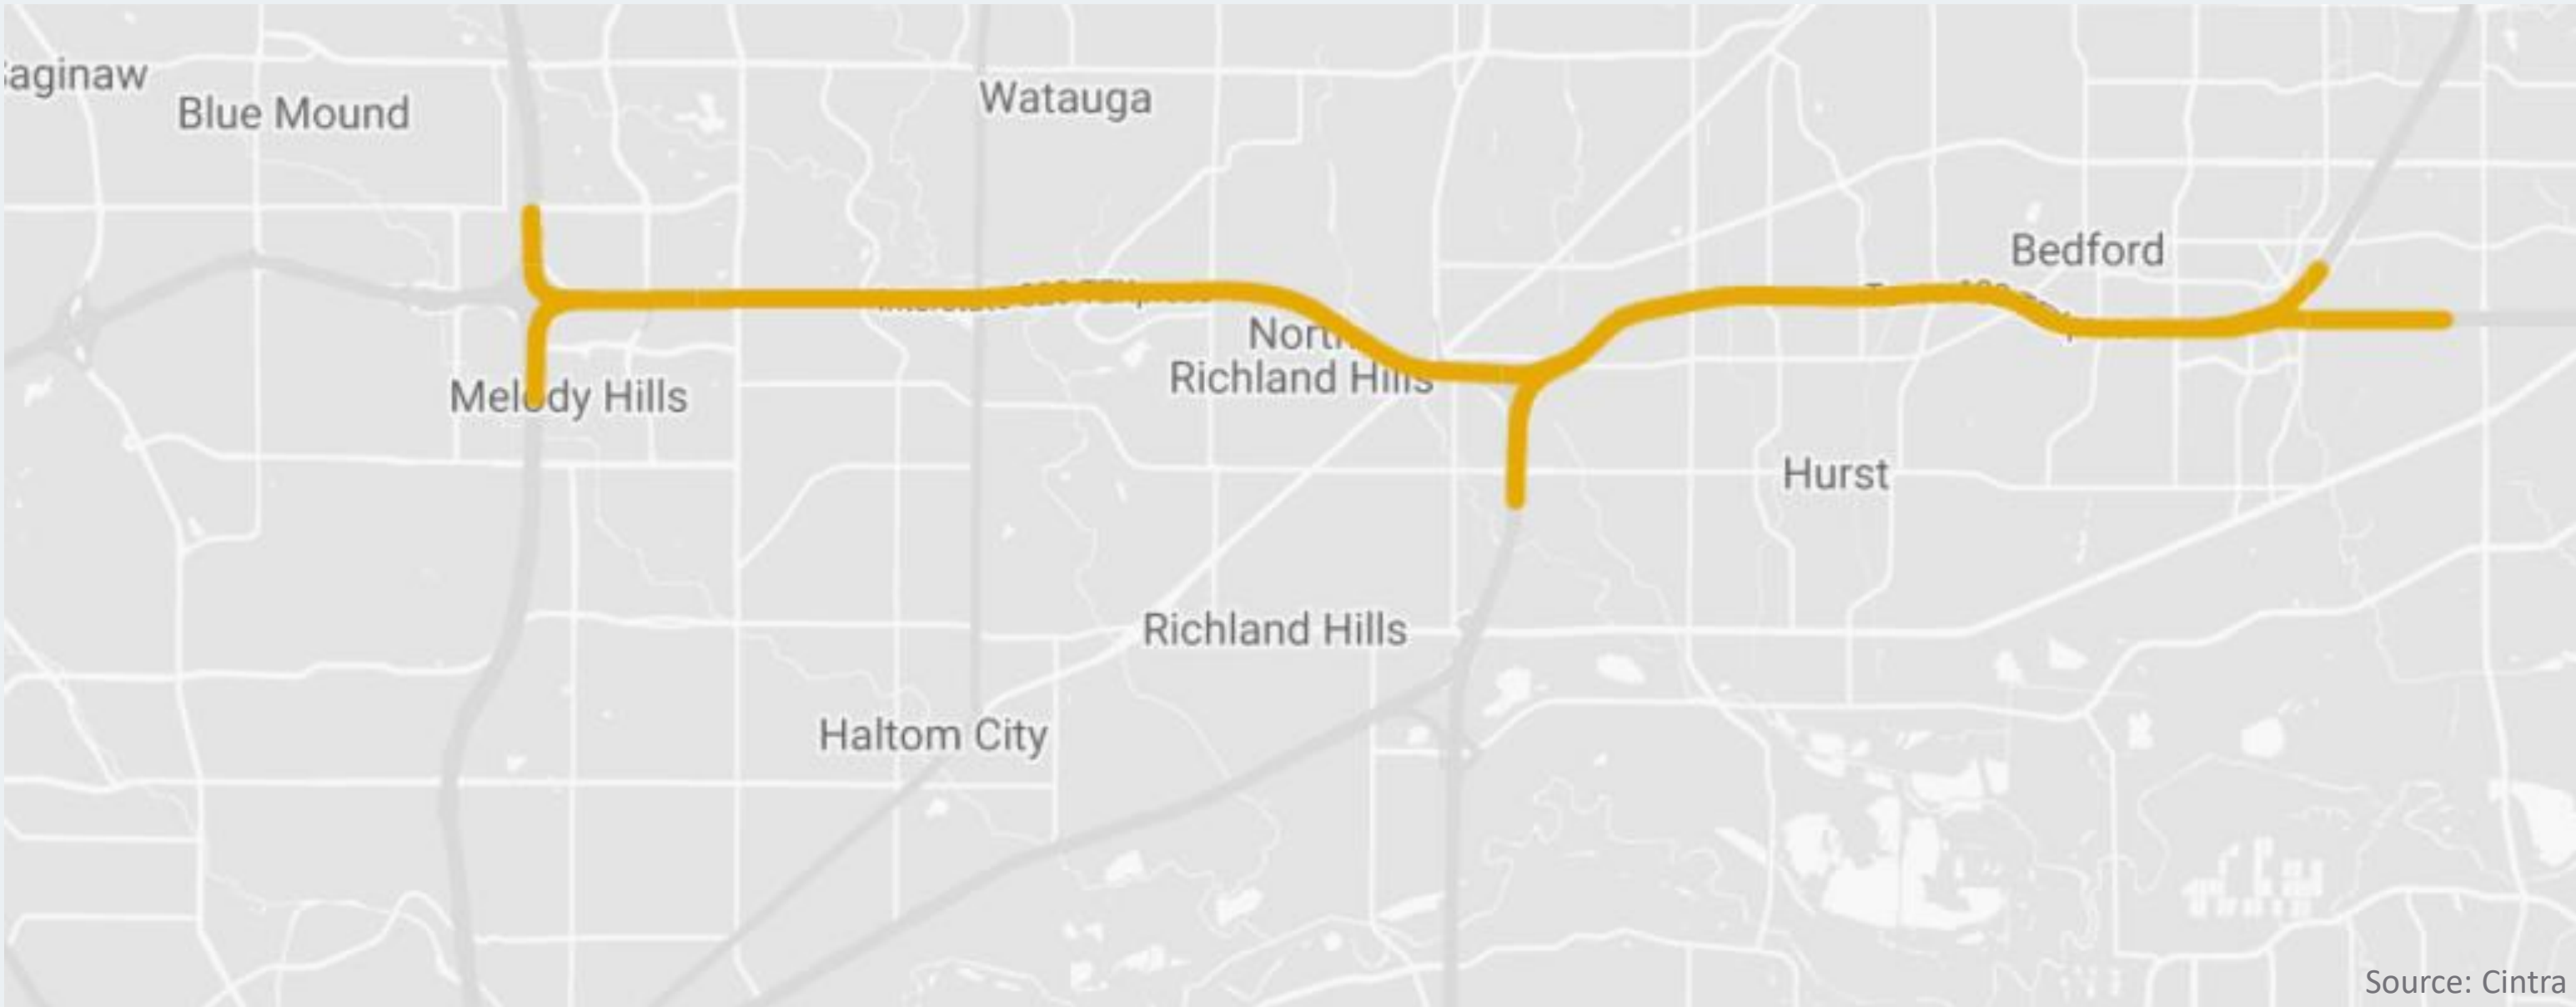 aginaw
Blue Mound
Watauga
Bedford
Richland Hills
Melody Hills
Hurst
Richland Hills
Haltom City
Source: Cintra